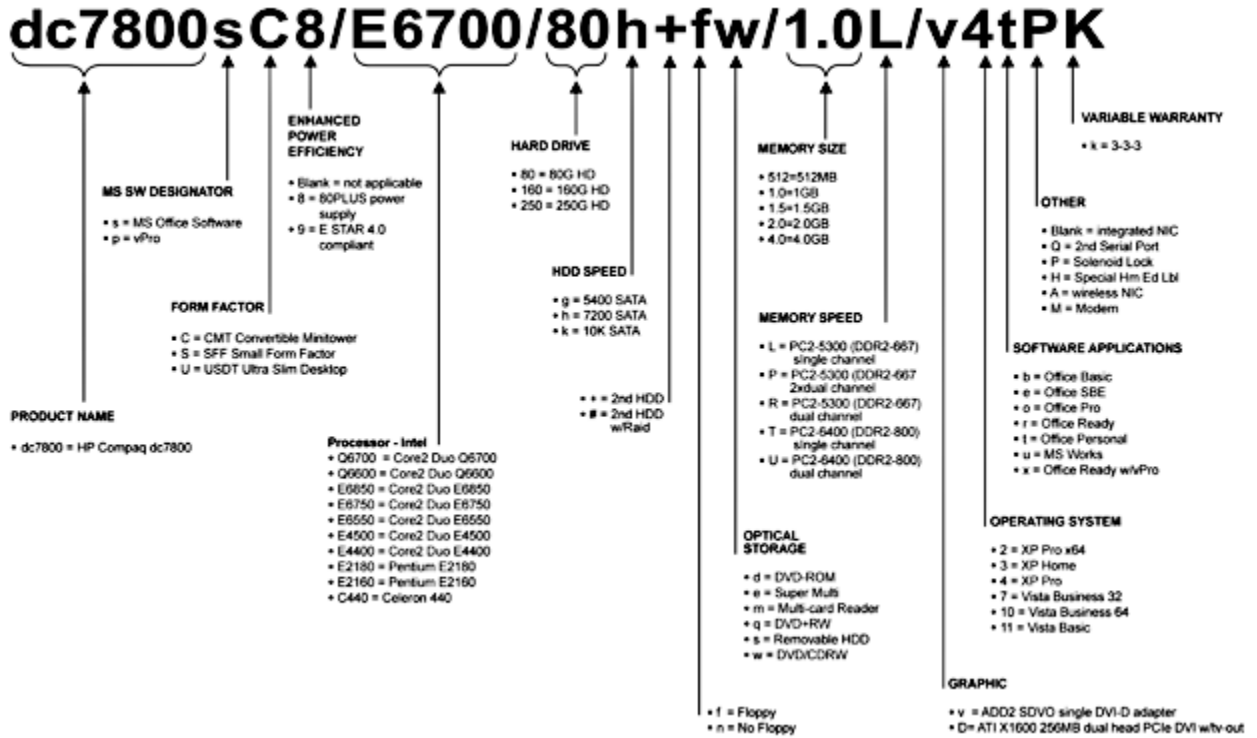 dc7800sC8/E6700/80h+fw/1.0L/v4tPK
VARIABLE WARRANTY
• k = 3-3-3
ENHANCED
POWER
EFFICIENCY
• Blank = not applicable
• 8 = 80PLUS power
supply
• 9 = E STAR 4.0
compliant
HARD DRIVE
• 80 = 80G HD
• 160 = 160G HD
• 250 = 250G HD
MEMORY SIZE
• 512=512MB
• 1.0=1GB
• 1.5=1.5GB
• 2.0=2.0GB
• 4.0=4.0GB
MS SW DESIGNATOR
• s = MS Office Software
• p = vPro
OTHER
• Blank = integrated NIC
• Q = 2nd Serial Port
• P = Solenoid Lock
• H = Special Hm Ed Lbl
• A = wireless NIC
• M = Modem
HDD SPEED
• g = 5400 SATA
• h = 7200 SATA
• k = 10K SATA
FORM FACTOR
• C = CMT Convertible Minitower
• S = SFF Small Form Factor
• U = USDT Ultra Slim Desktop
MEMORY SPEED
• L = PC2-5300 (DDR2-667)
single channel
• P = PC2-5300 (DDR2-667
2xdual channel
• R = PC2-5300 (DDR2-667)
dual channel
• T = PC2-6400 (DDR2-800)
single channel
• U = PC2-6400 (DDR2-800)
dual channel
SOFTWARE APPLICATIONS
• b = Office Basic
• e = Office SBE
• o = Office Pro
• r = Office Ready
• t = Office Personal
• u = MS Works
• x = Office Ready w/vPro
• + = 2nd HDD
• # = 2nd HDD
w/Raid
PRODUCT NAME
• dc7800 = HP Compaq dc7800
Processor - Intel
• Q6700 = Core2 Duo Q6700
• Q6600 = Core2 Duo Q6600
• E6850 = Core2 Duo E6850
• E6750 = Core2 Duo E6750
• E6550 = Core2 Duo E6550
• E4500 = Core2 Duo E4500
• E4400 = Core2 Duo E4400
• E2180 = Pentium E2180
• E2160 = Pentium E2160
• C440 = Celeron 440
OPERATING SYSTEM
• 2 = XP Pro x64
• 3 = XP Home
• 4 = XP Pro
• 7 = Vista Business 32
• 10 = Vista Business 64
• 11 = Vista Basic
OPTICAL
STORAGE
• d = DVD-ROM
• e = Super Multi
• m = Multi-card Reader
• q = DVD+RW
• s = Removable HDD
• w = DVD/CDRW
GRAPHIC
• v = ADD2 SDVO single DVI-D adapter
• D= ATI X1600 256MB dual head PCIe DVI w/tv-out
• f = Floppy
• n = No Floppy